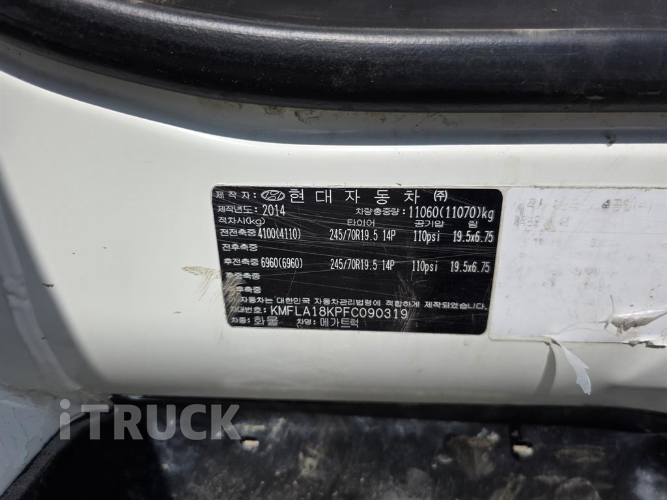 제 작 자 : 현 대 자 동 차 ㈜
제작년도: 2014 차량총중량: 11060(11070)kg
적차시(kg) 타이어 공기압 림
전전축중 4100(4110) 245/70R19.5 14P 110psi 19.5x6.75
전후축중
후전축중 6960(6960) 245/70R19.5 14P 110psi 19.5x6.75
후후축중
이 자동차는 대한민국 자동차관리법령에 적합하게 제작되었습니다.
차대번호: KMFLA18KPFC090319
차종: 화물 차명: 메가트럭
iTRUCK